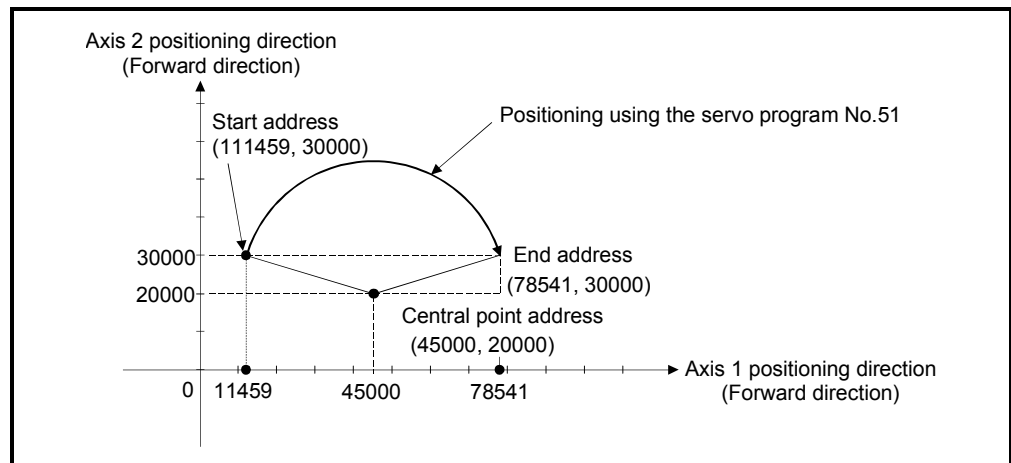 Axis 2 positioning direction
(Forward direction)
Start address
(111459, 30000)
Positioning using the servo program No.51
30000
End address
(78541, 30000)
20000
Central point address
(45000, 20000)
0
11459
45000
78541
Axis 1 positioning direction
(Forward direction)